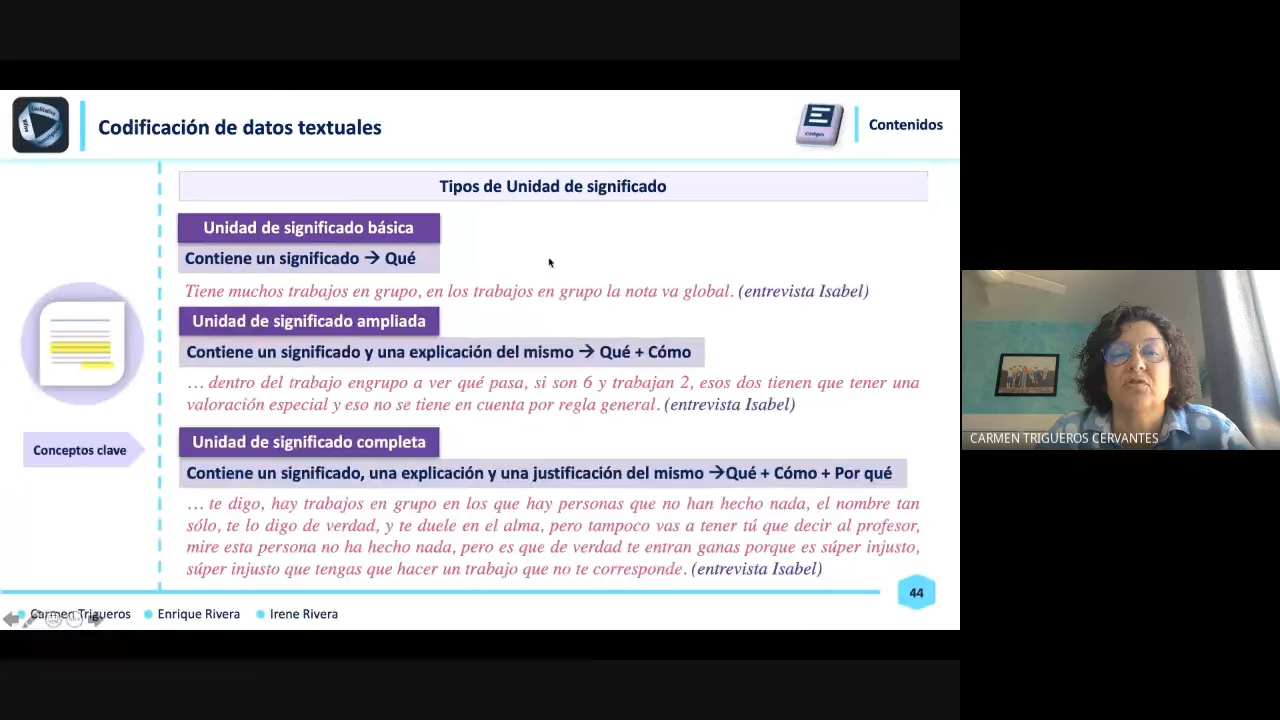 Codificación de datos textuales
Códigos
Contenidos
Tipos de Unidad de significado
Unidad de significado básica
Contiene un significado → Qué
Tiene muchos trabajos en grupo, en los trabajos en grupo la nota va global. (entrevista Isabel)
Unidad de significado ampliada
Contiene un significado y una explicación del mismo → Qué + Cómo
… dentro del trabajo engrupo a ver qué pasa, si son 6 y trabajan 2, esos dos tienen que tener una
valoración especial y eso no se tiene en cuenta por regla general. (entrevista Isabel)
Unidad de significado completa
Conceptos clave
Contiene un significado, una explicación y una justificación del mismo →Qué + Cómo + Por qué
… te digo, hay trabajos en grupo en los que hay personas que no han hecho nada, el nombre tan
sólo, te lo digo de verdad, y te duele en el alma, pero tampoco vas a tener tú que decir al profesor,
mire esta persona no ha hecho nada, pero es que de verdad te entran ganas porque es súper injusto,
súper injusto que tengas que hacer un trabajo que no te corresponde. (entrevista Isabel)
44
Carmen Trigueros Enrique Rivera Irene Rivera
CARMEN TRIGUEROS CERVANTES